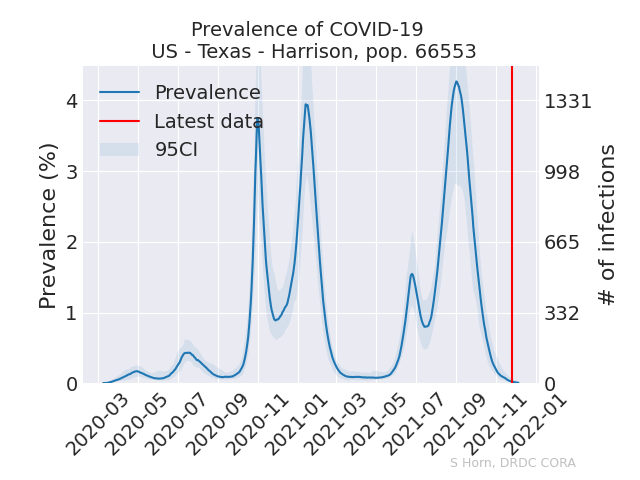 Prevalence of COVID-19
US - Texas - Harrison, pop. 66553
Prevalence
Latest data
95CI
Prevalence (%)
4
3
2
1
0
1331
998
665
332
0
# of infections
2020-03
2020-05
2020-07
2020-09
2020-11
2021-01
2021-03
2021-05
2021-07
2021-09
2021-11
2022-01
S Horn, DRDC CORA